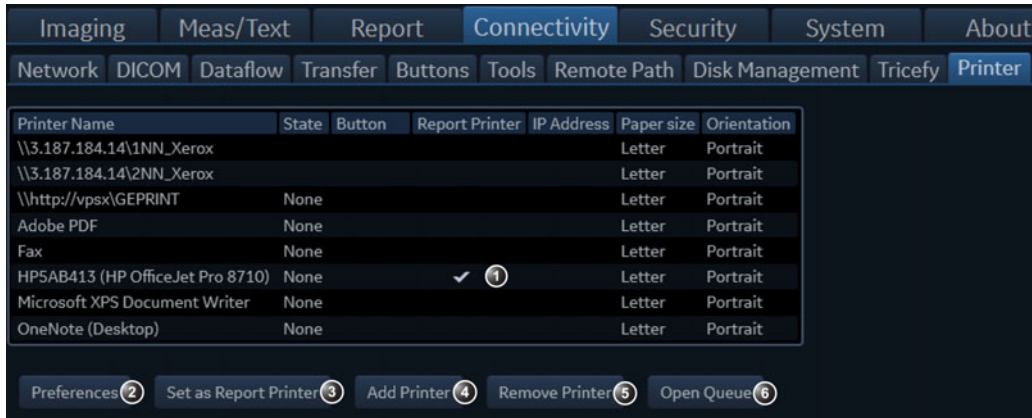 Imaging Meas/Text Report Connectivity Security System About
Network DICOM Dataflow Transfer Buttons Tools Remote Path Disk Management Tricefy Printer
Printer Name State Button Report Printer IP Address Paper size Orientation
\\3.187.184.14\1NN_Xerox Letter Portrait
\\3.187.184.14\2NN_Xerox Letter Portrait
\\http://vpsx\GEPRINT None Letter Portrait
Adobe PDF None Letter Portrait
Fax None Letter Portrait
HP5AB413 (HP OfficeJet Pro 8710) None ✓ 1 Letter Portrait
Microsoft XPS Document Writer None Letter Portrait
OneNote (Desktop) None Letter Portrait
Preferences 2 Set as Report Printer 3 Add Printer 4 Remove Printer 5 Open Queue 6